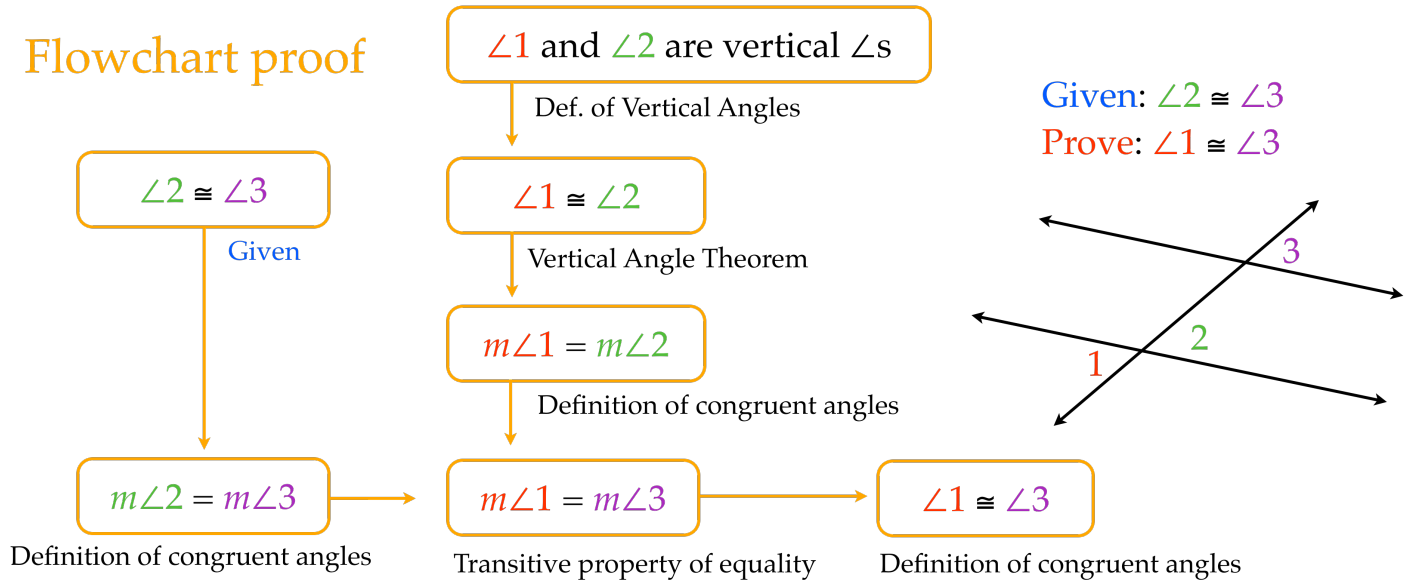 Flowchart proof
∠1 and ∠2 are vertical ∠s
Def. of Vertical Angles
Given: ∠2 ≅ ∠3
Prove: ∠1 ≅ ∠3
∠2 ≅ ∠3
Given
∠1 ≅ ∠2
Vertical Angle Theorem
m∠1 = m∠2
Definition of congruent angles
m∠2 = m∠3
Definition of congruent angles
m∠1 = m∠3
Transitive property of equality
∠1 ≅ ∠3
Definition of congruent angles
3
2
1